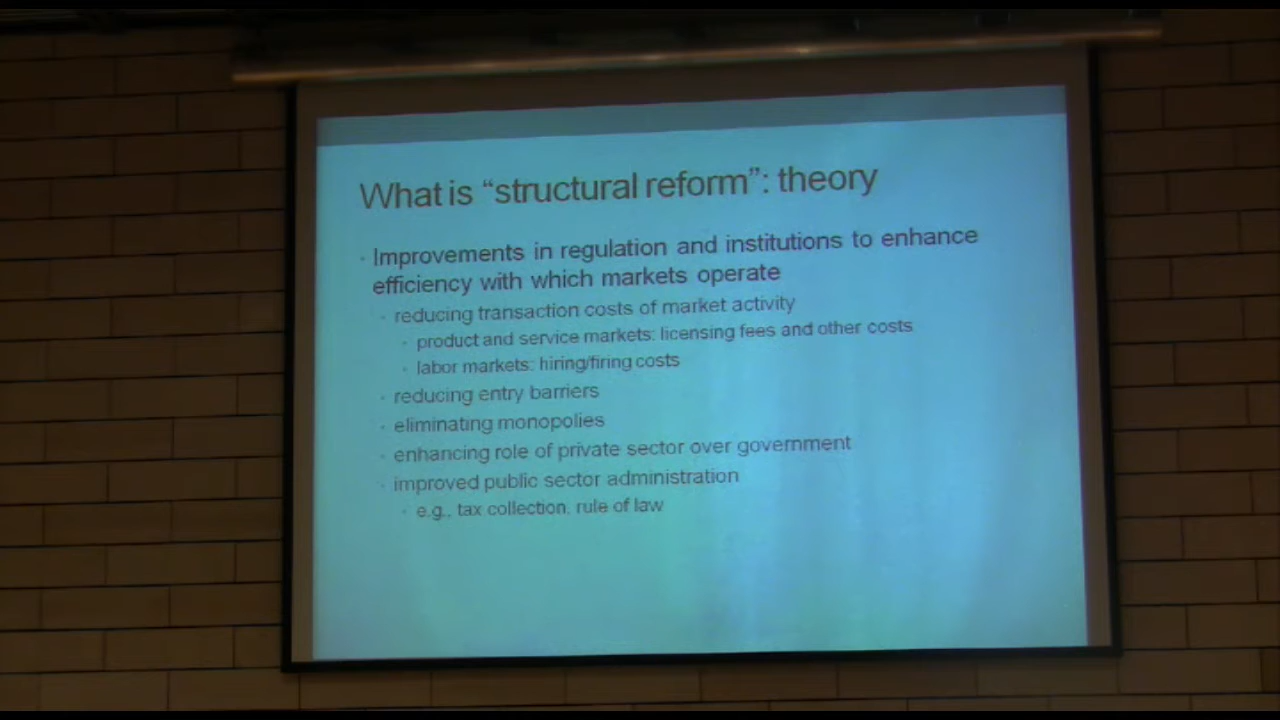 What is “structural reform”: theory
· Improvements in regulation and institutions to enhance
efficiency with which markets operate
· reducing transaction costs of market activity
· product and service markets: licensing fees and other costs
· labor markets: hiring/firing costs
· reducing entry barriers
· eliminating monopolies
· enhancing role of private sector over government
· improved public sector administration
· e.g., tax collection, rule of law